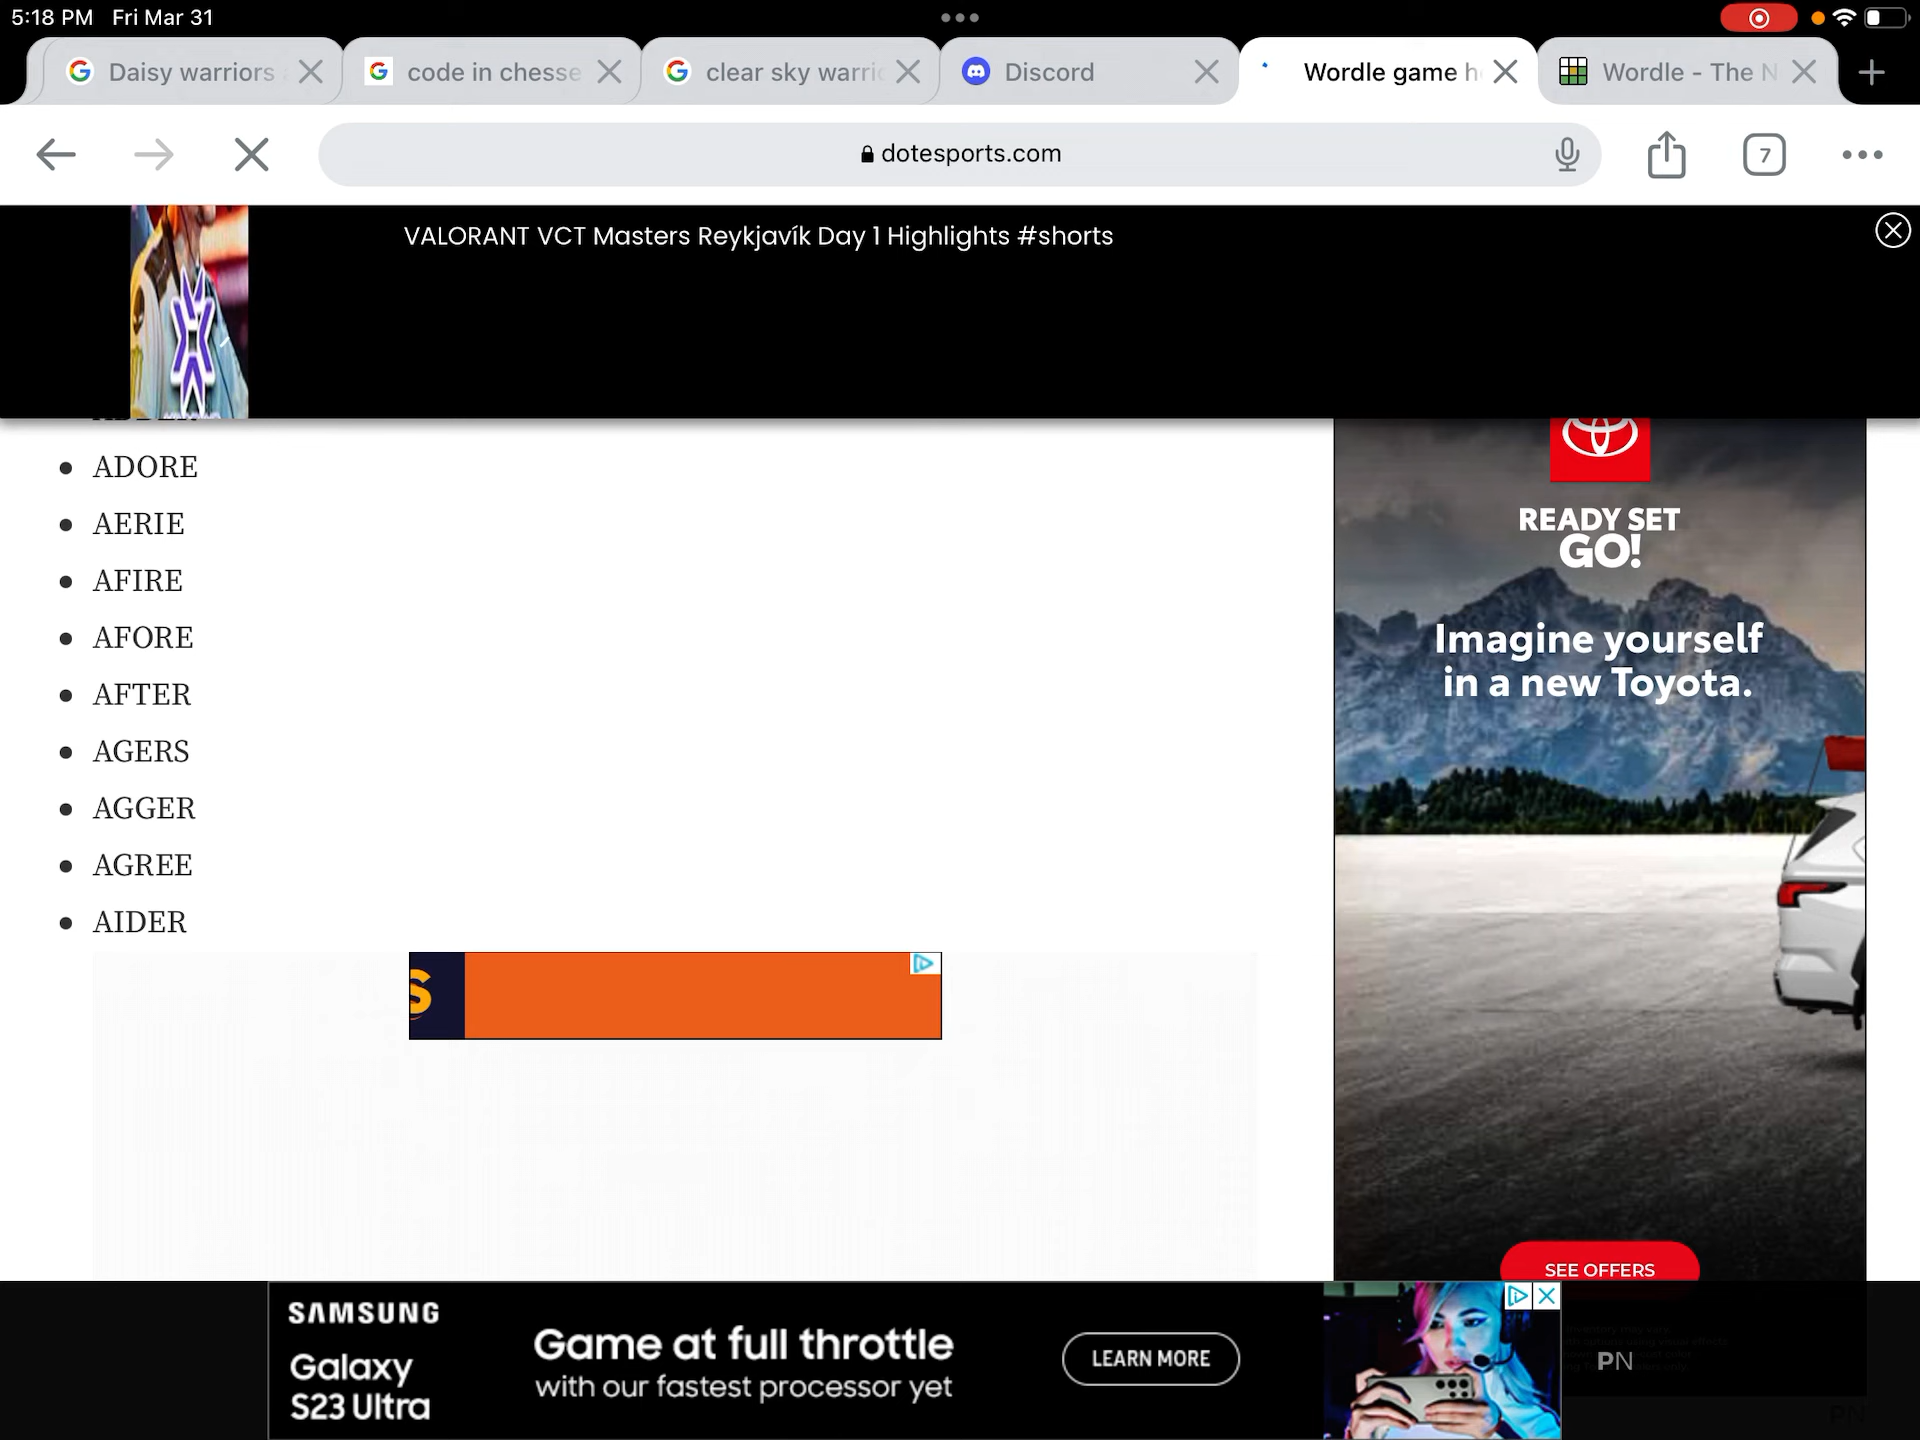 5:18 PM Fri Mar 31
Daisy warriors
code in chesse
clear sky warric
Discord
Wordle game h
Wordle - The N
dotesports.com
7
VALORANT VCT Masters Reykjavík Day 1 Highlights #shorts
ADORE
AERIE
AFIRE
AFORE
AFTER
AGERS
AGGER
AGREE
AIDER
S
READY SET
GO!
Imagine yourself
in a new Toyota.
SEE OFFERS
SAMSUNG
Galaxy
S23 Ultra
Game at full throttle
with our fastest processor yet
LEARN MORE
PN